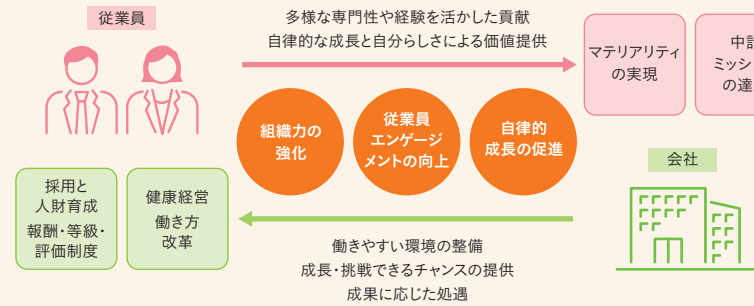 従業員
多様な専門性や経験を活かした貢献
自律的な成長と自分らしさによる価値提供
マテリアリティ
の実現
中計
ミッシ
の達
組織力の
強化
従業員
エンゲージ
メントの向上
自律的
成長の促進
会社
採用と
人財育成
報酬・等級・
評価制度
健康経営
働き方
改革
働きやすい環境の整備
成長・挑戦できるチャンスの提供
成果に応じた処遇